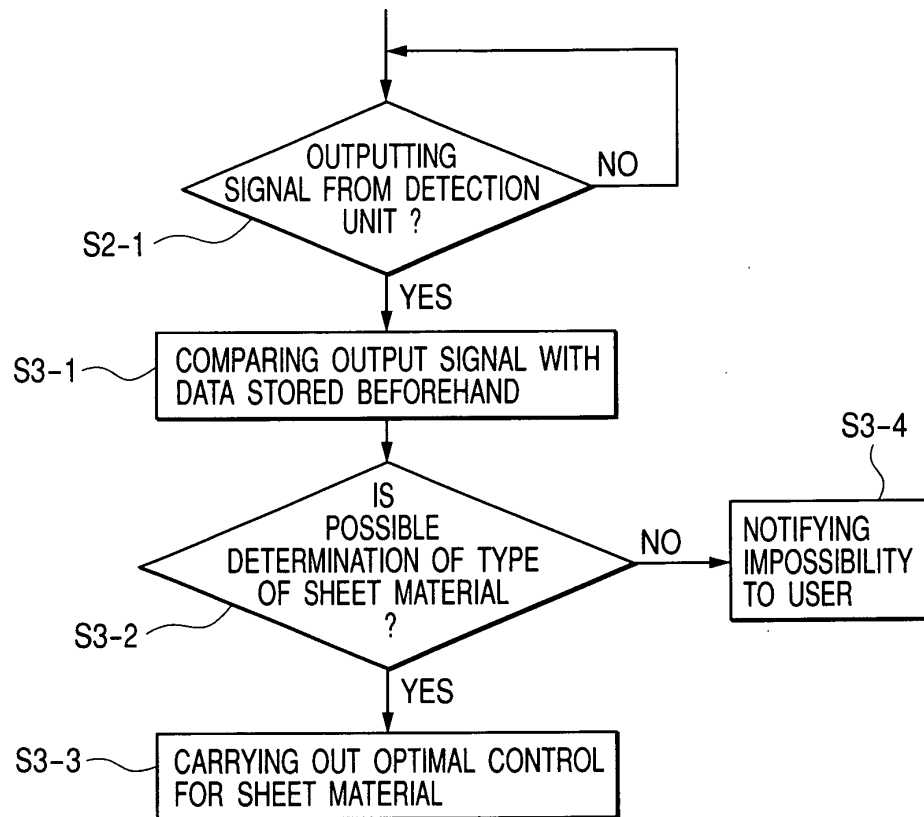 OUTPUTTING
SIGNAL FROM DETECTION
UNIT ?
NO
S2-1
YES
S3-1
COMPARING OUTPUT SIGNAL WITH
DATA STORED BEFOREHAND
S3-4
IS
POSSIBLE
DETERMINATION OF TYPE
OF SHEET MATERIAL
?
NO
NOTIFYING
IMPOSSIBILITY
TO USER
S3-2
YES
S3-3
CARRYING OUT OPTIMAL CONTROL
FOR SHEET MATERIAL